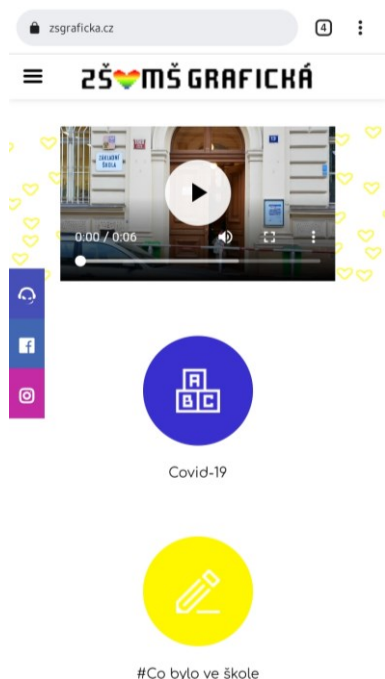 zsgraficka.cz
4
ZŠ MŠ GRAFICKÁ
ZÁKLADNÍ
ŠKOLA
0:00 / 0:06
A
B C
Covid-19
#Co bylo ve škole